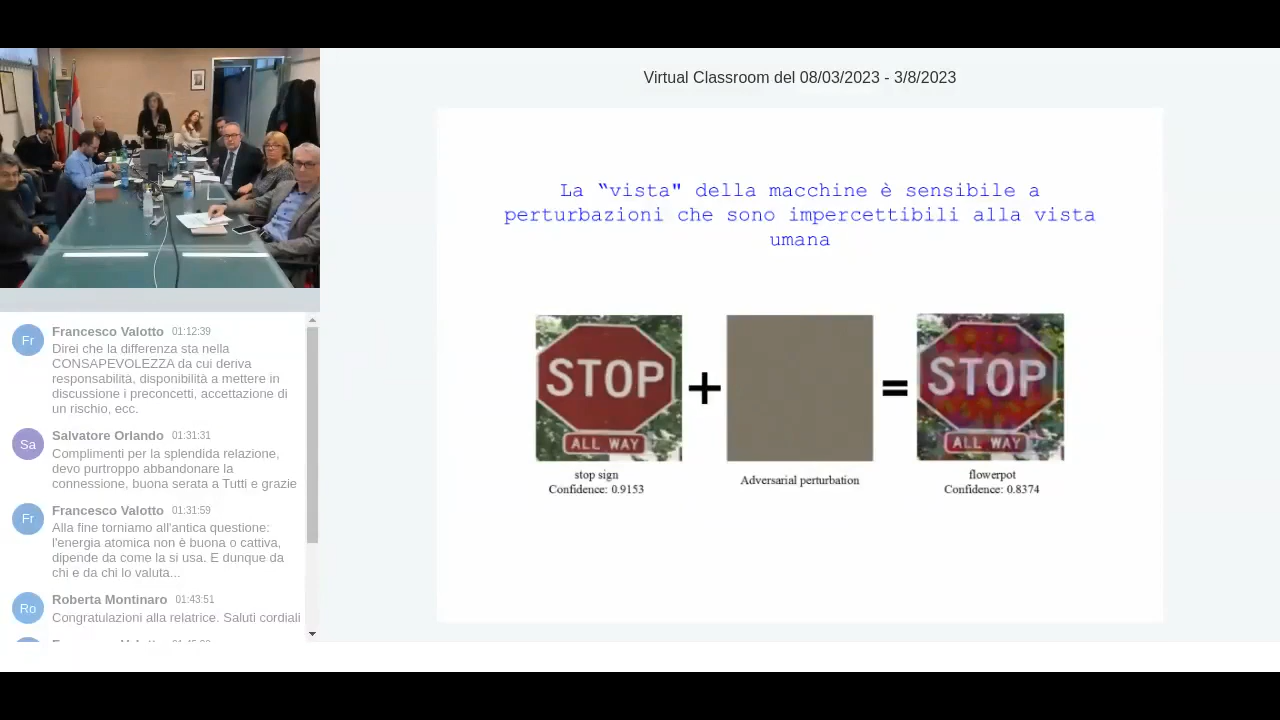 Virtual Classroom del 08/03/2023 - 3/8/2023
La “vista" della macchine è sensibile a
perturbazioni che sono impercettibili alla vista
umana
STOP
ALL WAY
+
=
STOP
ALL WAY
stop sign
Confidence: 0.9153
Adversarial perturbation
flowerpot
Confidence: 0.8374
Fr
Francesco Valotto 01:12:39
Direi che la differenza sta nella
CONSAPEVOLEZZA da cui deriva
responsabilità, disponibilità a mettere in
discussione i preconcetti, accettazione di
un rischio, ecc.
Sa
Salvatore Orlando 01:31:31
Complimenti per la splendida relazione,
devo purtroppo abbandonare la
connessione, buona serata a Tutti e grazie
Fr
Francesco Valotto 01:31:59
Alla fine torniamo all'antica questione:
l'energia atomica non è buona o cattiva,
dipende da come la si usa. E dunque da
chi e da chi lo valuta...
Ro
Roberta Montinaro 01:43:51
Congratulazioni alla relatrice. Saluti cordiali